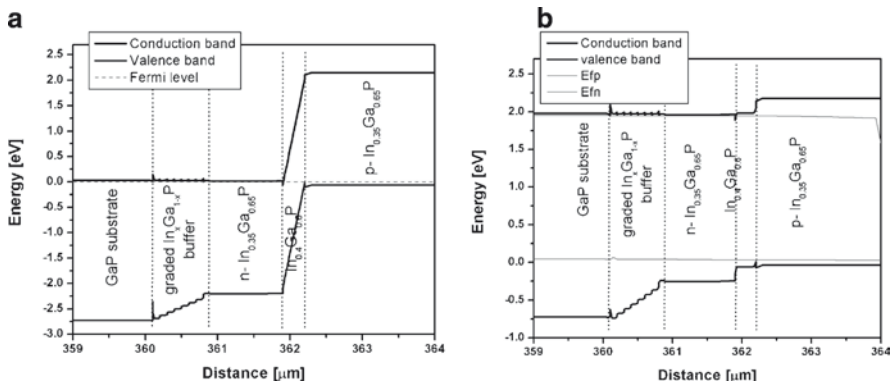 a
Conduction band
Valence band
Fermi level
2.5
2.0
1.5
1.0
0.5
0.0
-0.5
-1.0
-1.5
-2.0
-2.5
-3.0
Energy [eV]
GaP substrate
graded InxGa1-xP
buffer
n- In0.35Ga0.65P
p- In0.35Ga0.65P
359
360
361
362
363
364
Distance [μm]
b
Conduction band
valence band
Efp
Efn
2.5
2.0
1.5
1.0
0.5
0.0
-0.5
-1.0
Energy [eV]
GaP substrate
graded InxGa1-xP
buffer
n- In0.35Ga0.65P
In0.4Ga0.6P
p- In0.35Ga0.65P
359
360
361
362
363
364
Distance [μm]